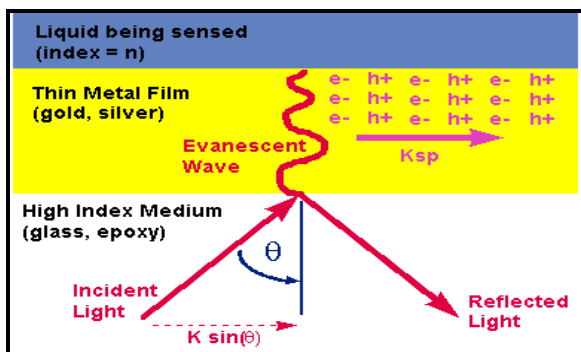 Liquid being sensed
(index = n)
Thin Metal Film
(gold, silver)
e- h+ e- h+ e- h+
e- h+ e- h+ e- h+
e- h+ e- h+ e- h+
Evanescent
Wave
Ksp
High Index Medium
(glass, epoxy)
θ
Incident
Light
Reflected
Light
K sin(θ)